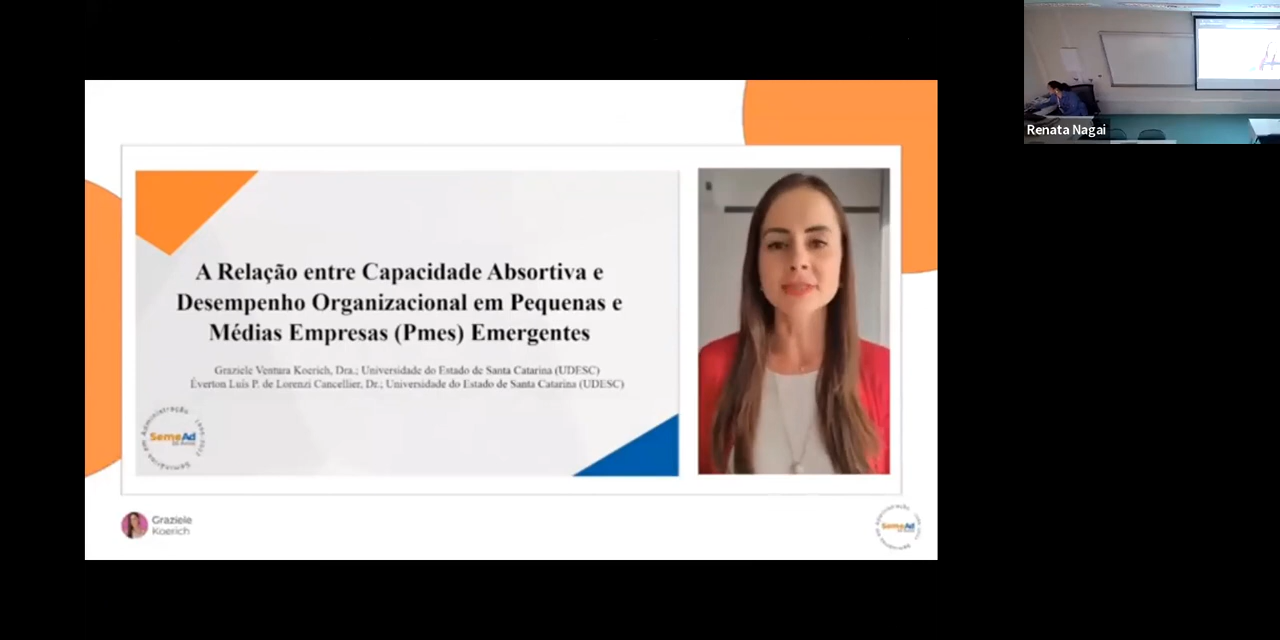 A Relação entre Capacidade Absortiva e
Desempenho Organizacional em Pequenas e
Médias Empresas (Pmes) Emergentes
Graziele Ventura Koerich, Dra.; Universidade do Estado de Santa Catarina (UDESC)
Éverton Luís P. de Lorenzi Cancellier, Dr.; Universidade do Estado de Santa Catarina (UDESC)
SemeAd
Graziele
Koerich
SemeAd
Renata Nagai